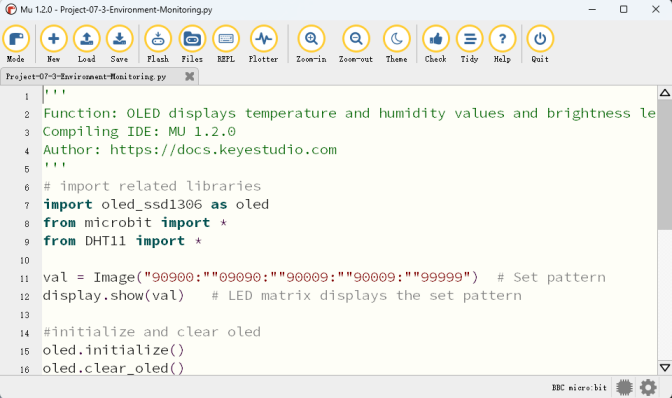 Mu 1.2.0 - Project-07-3-Environment-Monitoring.py
Mode New Load Save Flash Files REPL Plotter Zoom-in Zoom-out Theme Check Tidy Help Quit
Project-07-3-Environment-Monitoring.py
1 '''
2 Function: OLED displays temperature and humidity values and brightness le
3 Compiling IDE: MU 1.2.0
4 Author: https://docs.keyestudio.com
5 '''
6 # import related libraries
7 import oled_ssd1306 as oled
8 from microbit import *
9 from DHT11 import *
10
11 val = Image("90900:""09090:""90009:""90009:""99999")  # Set pattern
12 display.show(val)   # LED matrix displays the set pattern
13
14 #initialize and clear oled
15 oled.initialize()
16 oled.clear_oled()
BBC micro:bit